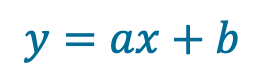 y = ax + b